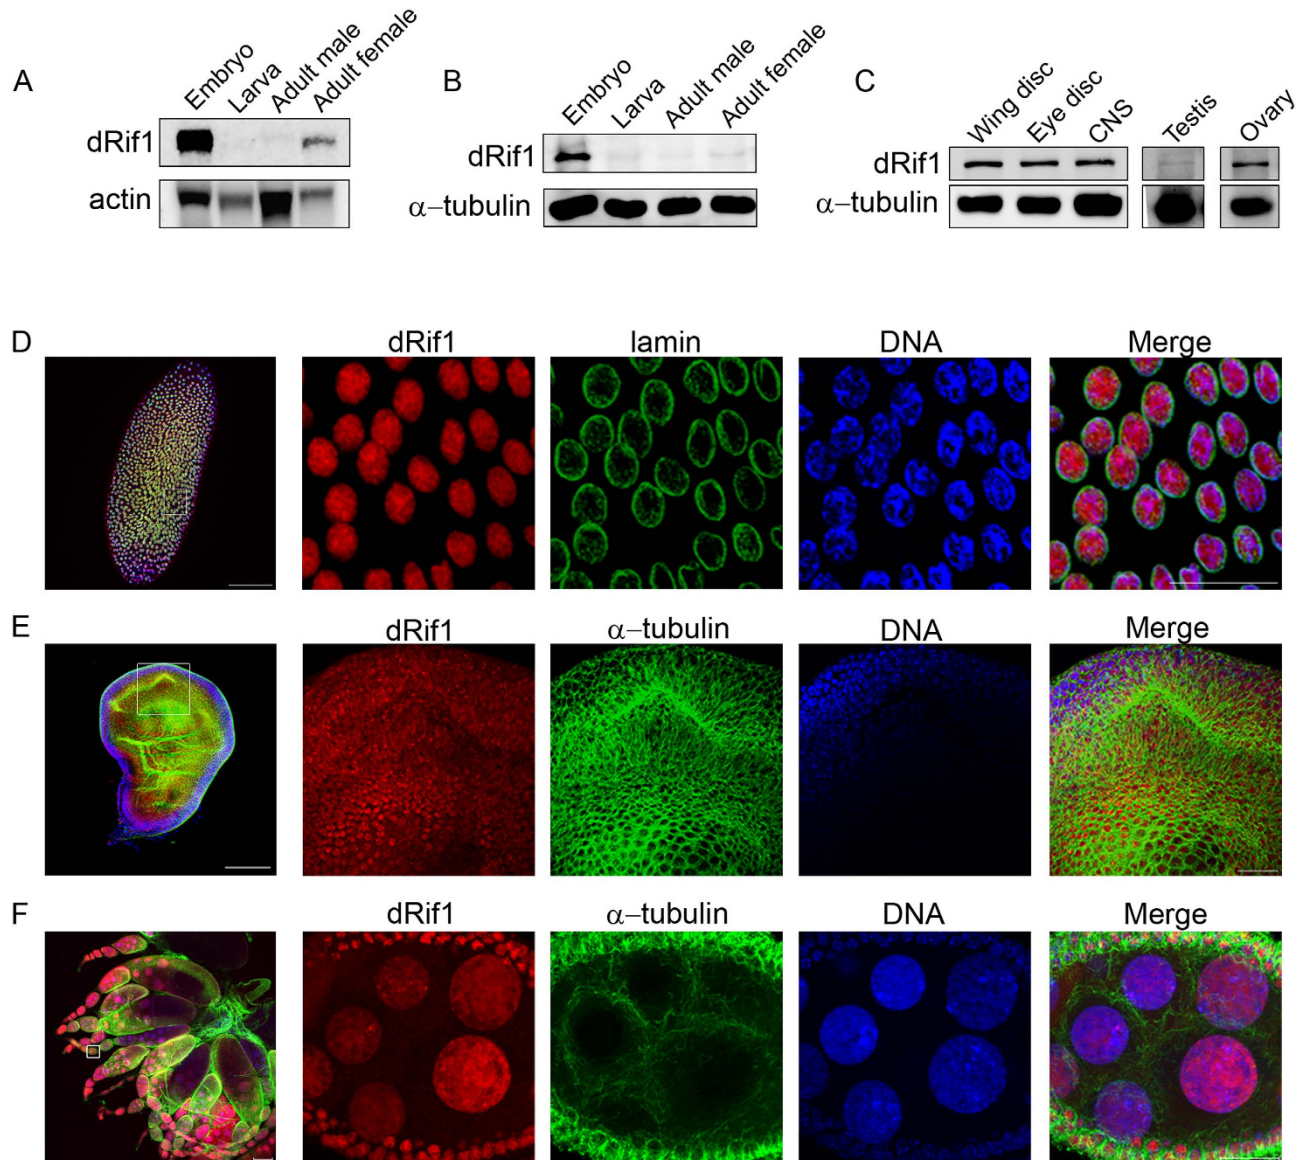 A
Embryo
Larva
Adult male
Adult female
dRif1
actin
B
Embryo
Larva
Adult male
Adult female
dRif1
α−tubulin
C
Wing disc
Eye disc
CNS
Testis
Ovary
dRif1
α−tubulin
D
dRif1
lamin
DNA
Merge
E
dRif1
α−tubulin
DNA
Merge
F
dRif1
α−tubulin
DNA
Merge